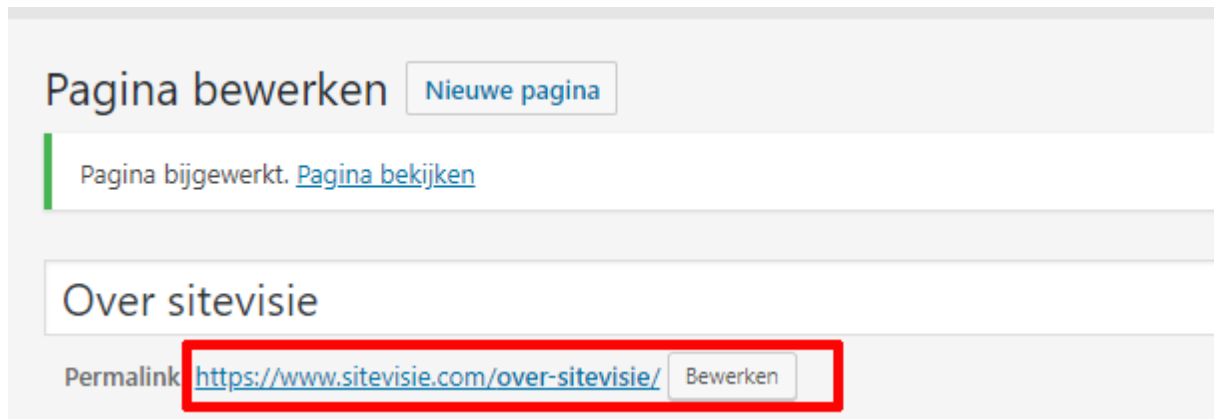 Pagina bewerken Nieuwe pagina
Pagina bijgewerkt. Pagina bekijken
Over sitevisie
Permalink https://www.sitevisie.com/over-sitevisie/ Bewerken